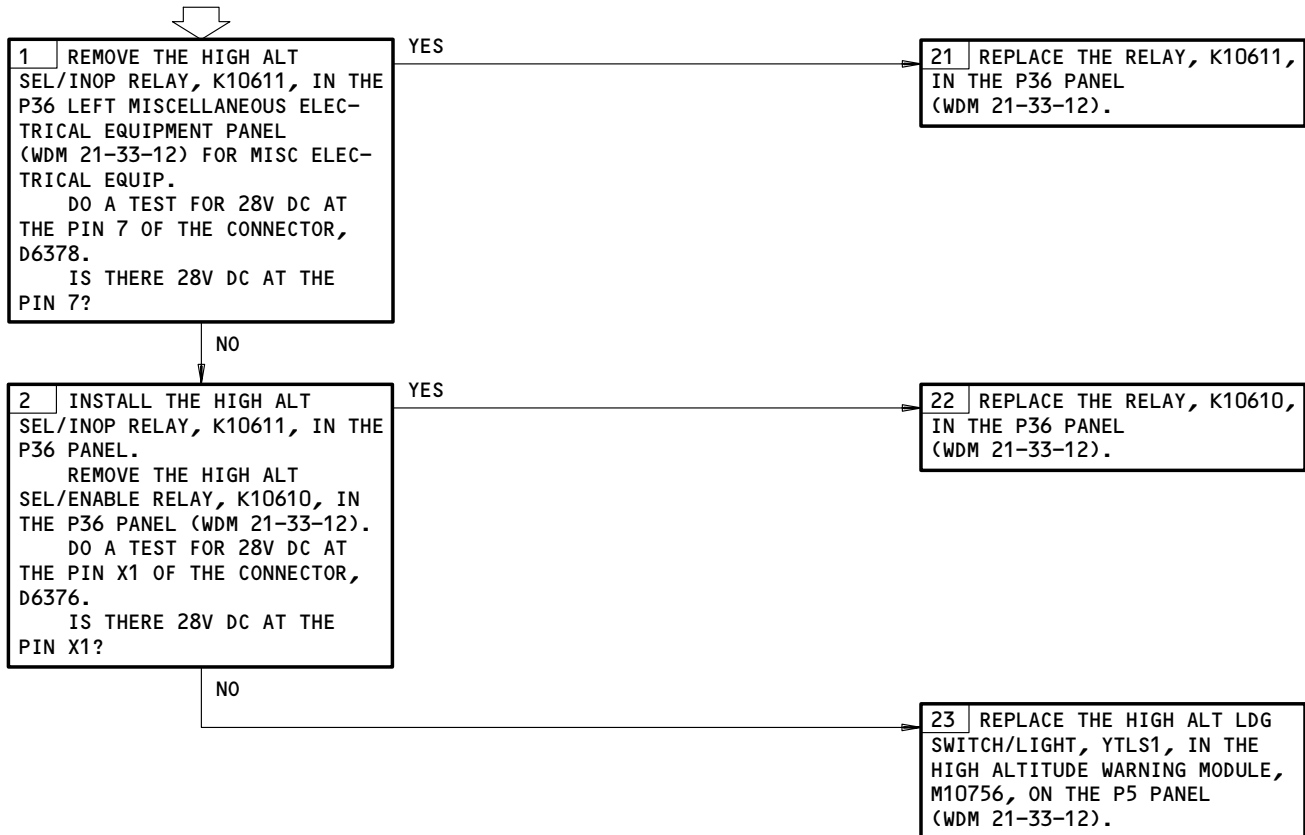 1 REMOVE THE HIGH ALT
SEL/INOP RELAY, K10611, IN THE
P36 LEFT MISCELLANEOUS ELEC-
TRICAL EQUIPMENT PANEL
(WDM 21-33-12) FOR MISC ELEC-
TRICAL EQUIP.
DO A TEST FOR 28V DC AT
THE PIN 7 OF THE CONNECTOR,
D6378.
IS THERE 28V DC AT THE
PIN 7?
YES
21 REPLACE THE RELAY, K10611,
IN THE P36 PANEL
(WDM 21-33-12).
NO
2 INSTALL THE HIGH ALT
SEL/INOP RELAY, K10611, IN THE
P36 PANEL.
REMOVE THE HIGH ALT
SEL/ENABLE RELAY, K10610, IN
THE P36 PANEL (WDM 21-33-12).
DO A TEST FOR 28V DC AT
THE PIN X1 OF THE CONNECTOR,
D6376.
IS THERE 28V DC AT THE
PIN X1?
YES
22 REPLACE THE RELAY, K10610,
IN THE P36 PANEL
(WDM 21-33-12).
NO
23 REPLACE THE HIGH ALT LDG
SWITCH/LIGHT, YTLS1, IN THE
HIGH ALTITUDE WARNING MODULE,
M10756, ON THE P5 PANEL
(WDM 21-33-12).